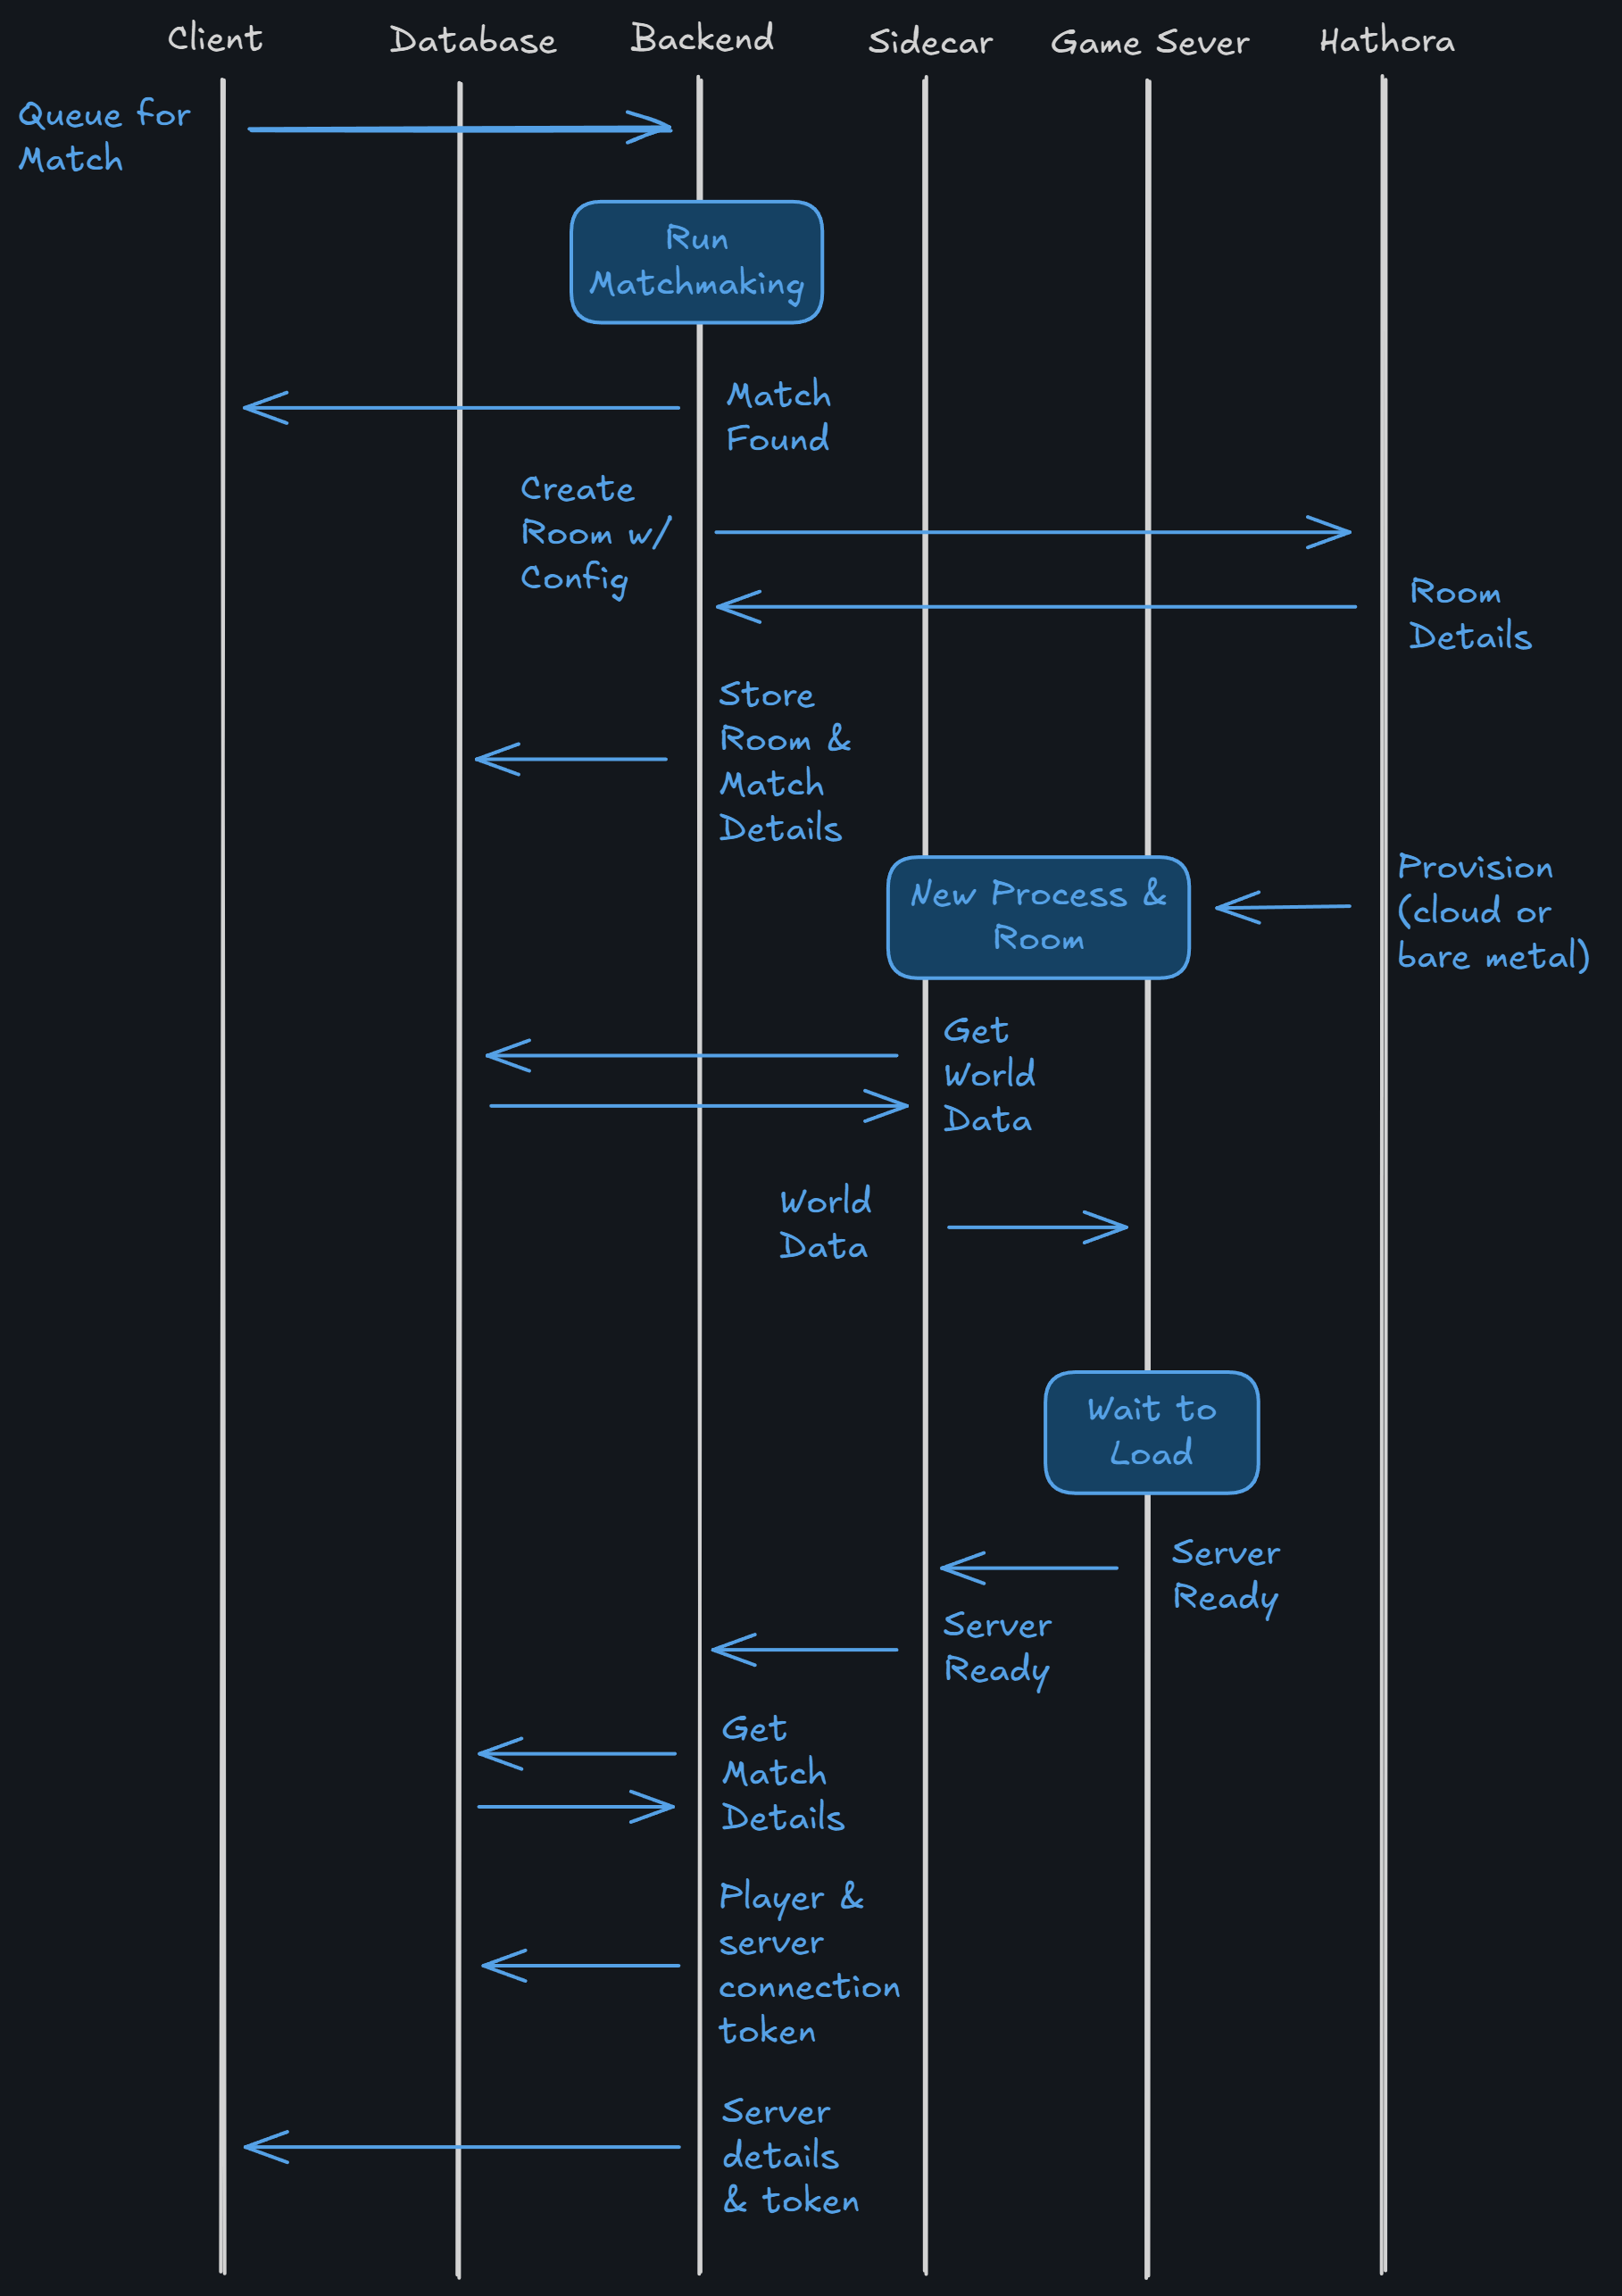 Client
Database
Backend
Sidecar
Game Sever
Hathora
Queue for
Match
Run
Matchmaking
Match
Found
Create
Room w/
Config
Room
Details
Store
Room &
Match
Details
New Process &
Room
Provision
(cloud or
bare metal)
Get
World
Data
World
Data
Wait to
Load
Server
Ready
Server
Ready
Get
Match
Details
Player &
server
connection
token
Server
details
& token